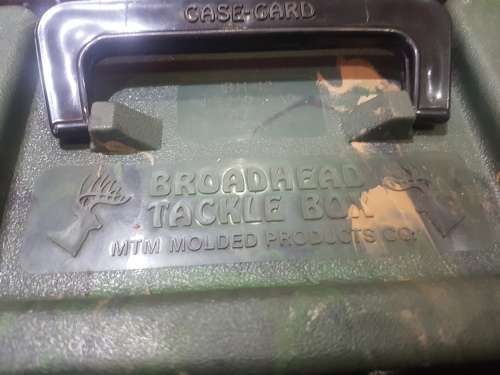 CASE-GARD
BROADHEAD
TACKLE BOX
MTM MOLDED PRODUCTS CO.